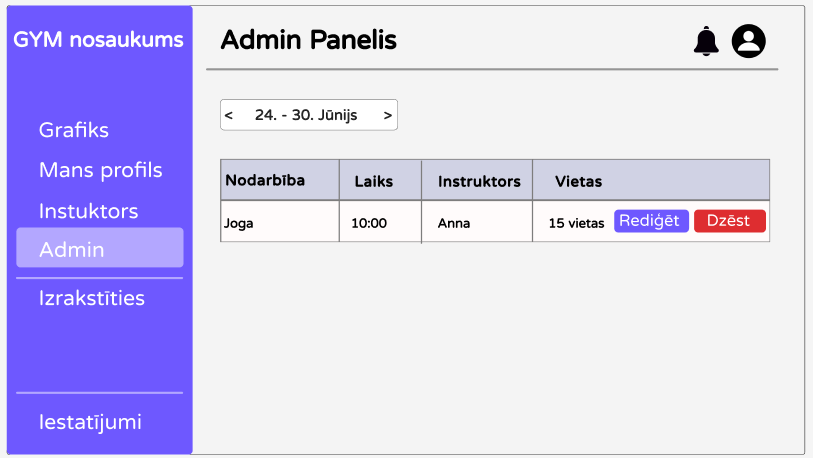 GYM nosaukums
Admin Panelis
Grafiks
Mans profils
Instuktors
Admin
Izrakstīties
Iestatījumi
< 24. - 30. Jūnijs >
Nodarbība Laiks Instruktors Vietas
Joga 10:00 Anna 15 vietas Rediģēt Dzēst